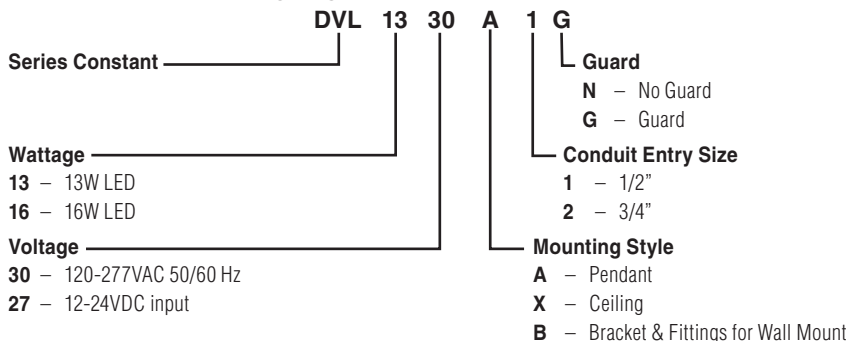 DVL 13 30 A 1 G
Series Constant
Guard
N – No Guard
G – Guard
Wattage
13 – 13W LED
16 – 16W LED
Conduit Entry Size
1 – 1/2"
2 – 3/4"
Voltage
30 – 120-277VAC 50/60 Hz
27 – 12-24VDC input
Mounting Style
A – Pendant
X – Ceiling
B – Bracket & Fittings for Wall Mount